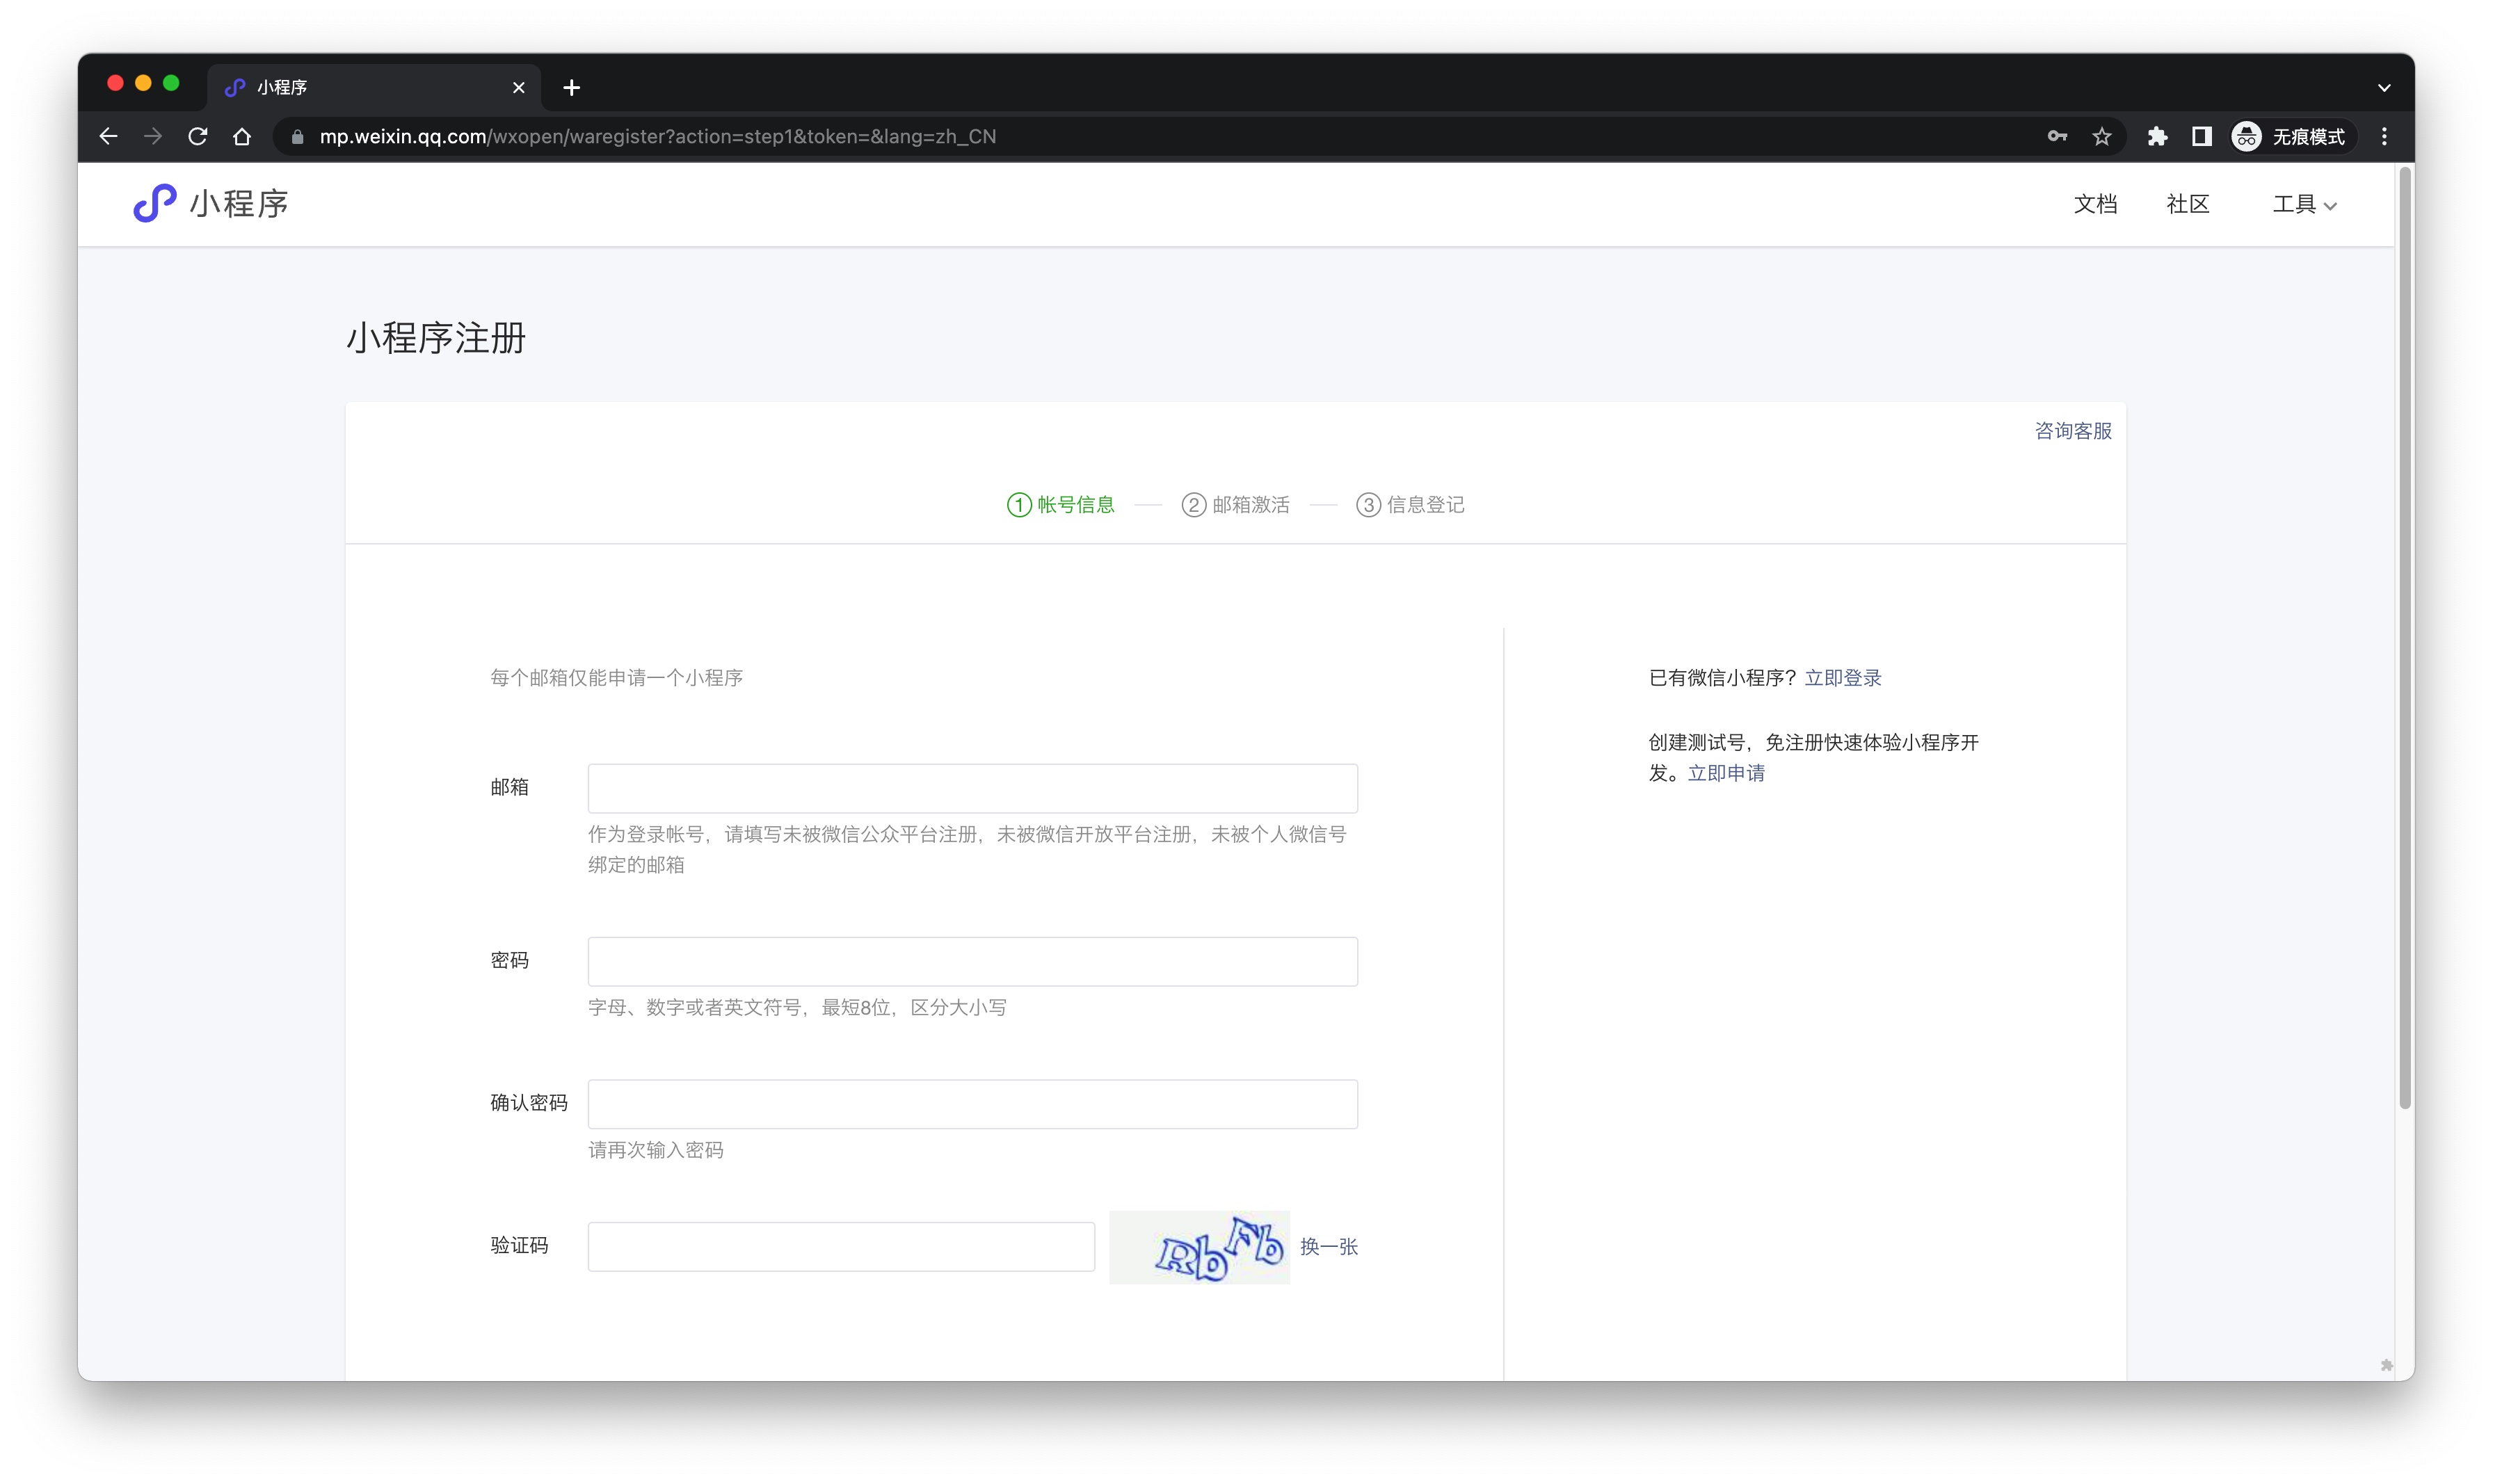 小程序
mp.weixin.qq.com/wxopen/waregister?action=step1&token=&lang=zh_CN
无痕模式
小程序
文档
社区
工具
小程序注册
咨询客服
1 帐号信息
2 邮箱激活
3 信息登记
每个邮箱仅能申请一个小程序
已有微信小程序？立即登录
创建测试号，免注册快速体验小程序开
发。立即申请
邮箱
作为登录帐号，请填写未被微信公众平台注册，未被微信开放平台注册，未被个人微信号
绑定的邮箱
密码
字母、数字或者英文符号，最短8位，区分大小写
确认密码
请再次输入密码
验证码
RbAb
换一张